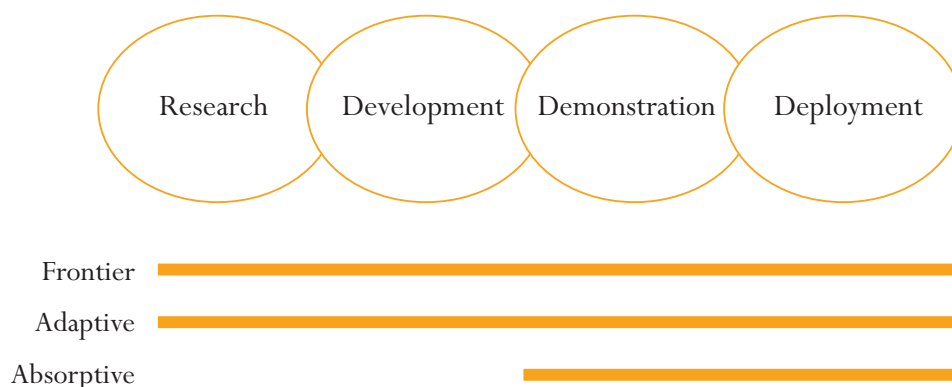 Research Development Demonstration Deployment
Frontier
Adaptive
Absorptive